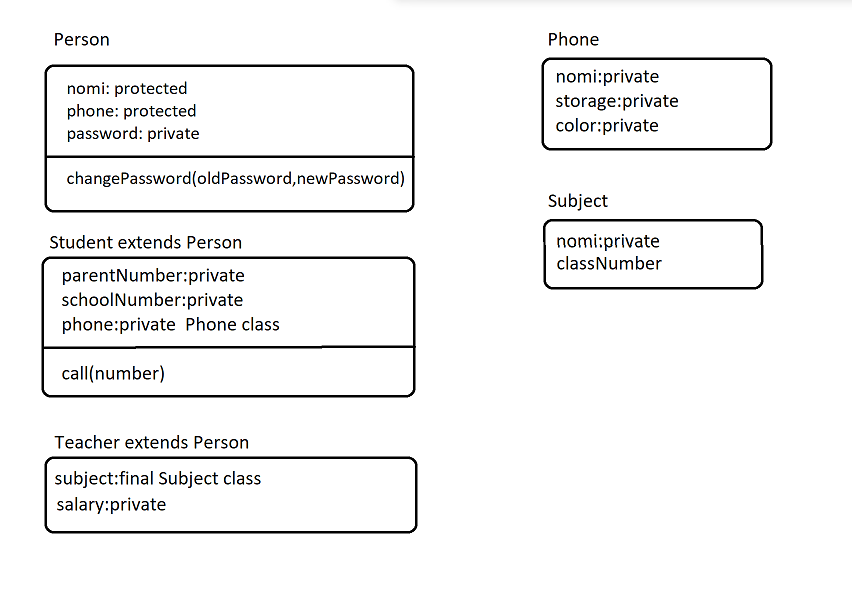 Person
nomi: protected
phone: protected
password: private
changePassword(oldPassword,newPassword)
Student extends Person
parentNumber:private
schoolNumber:private
phone:private  Phone class
call(number)
Teacher extends Person
subject:final Subject class
salary:private
Phone
nomi:private
storage:private
color:private
Subject
nomi:private
classNumber